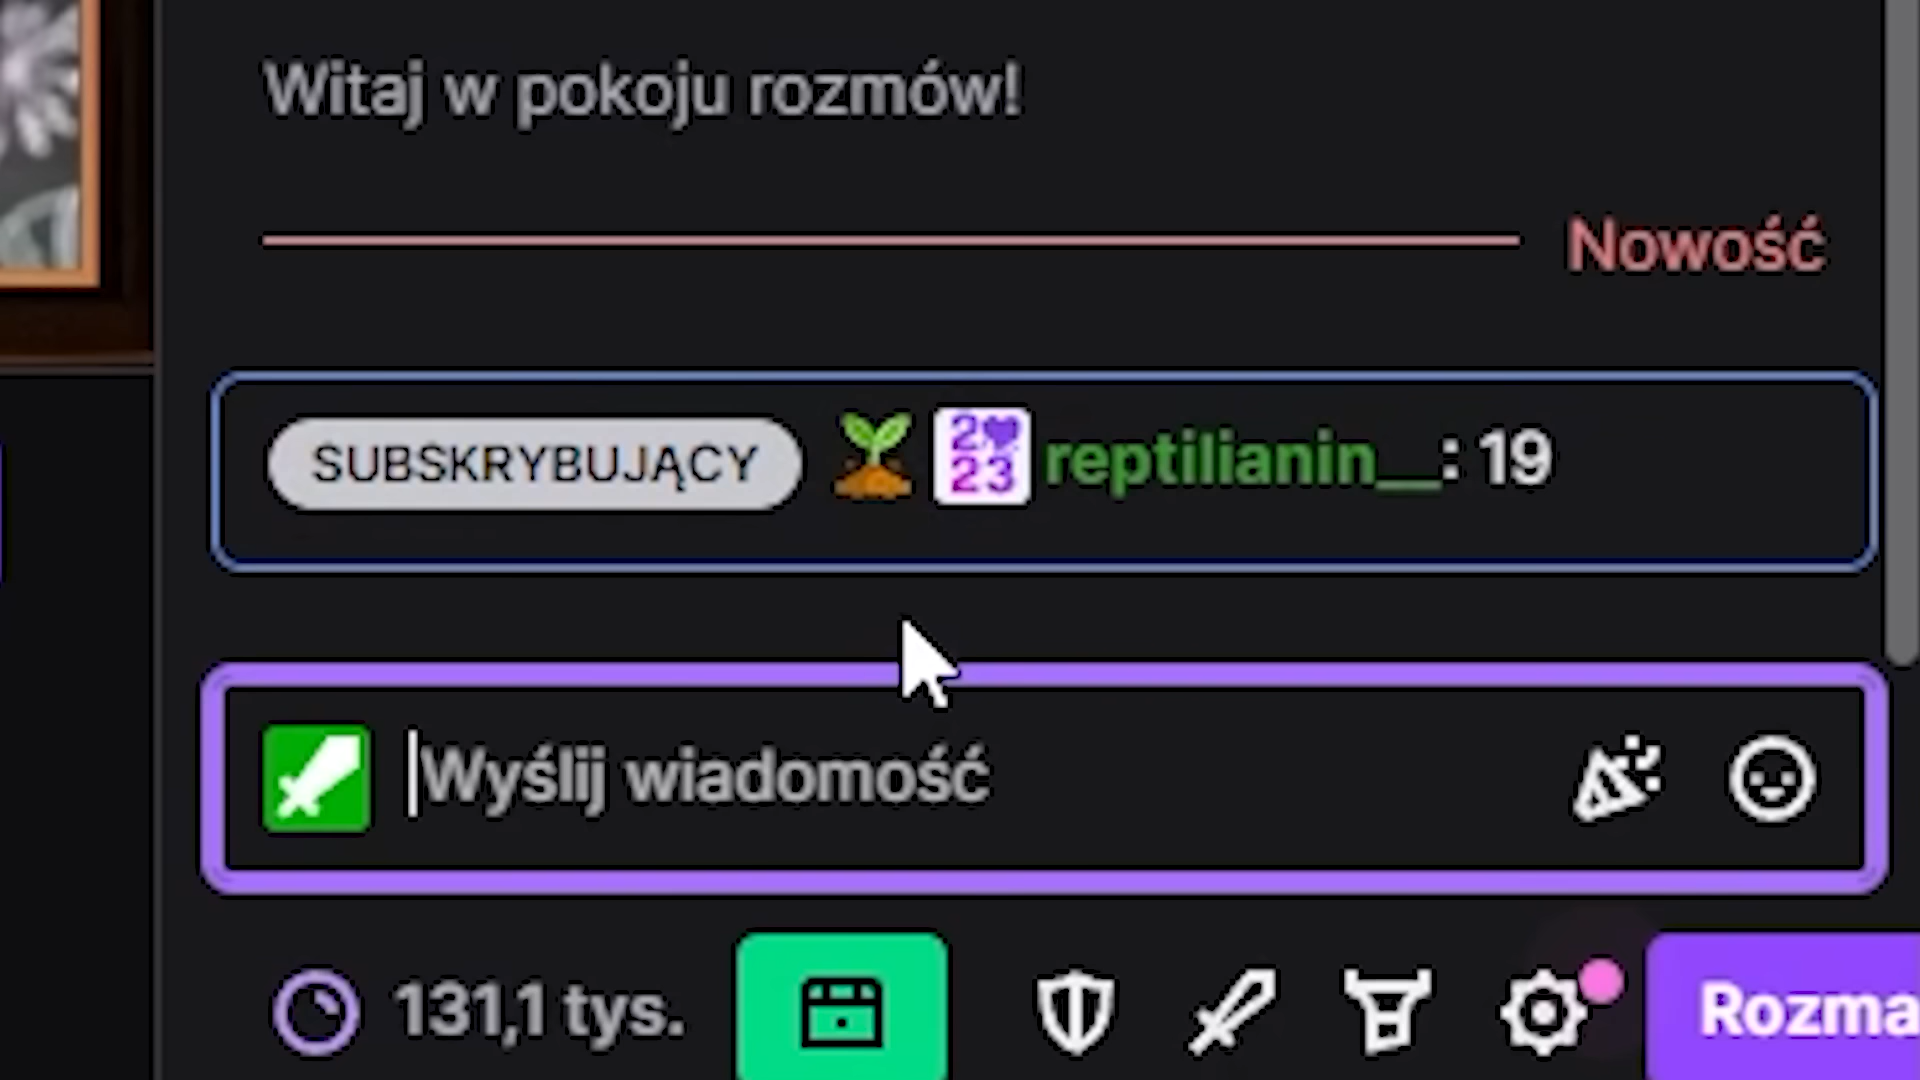 Witaj w pokoju rozmów!
Nowość
SUBSKRYBUJĄCY 2023 reptilianin__: 19
Wyślij wiadomość
131,1 tys. Rozma